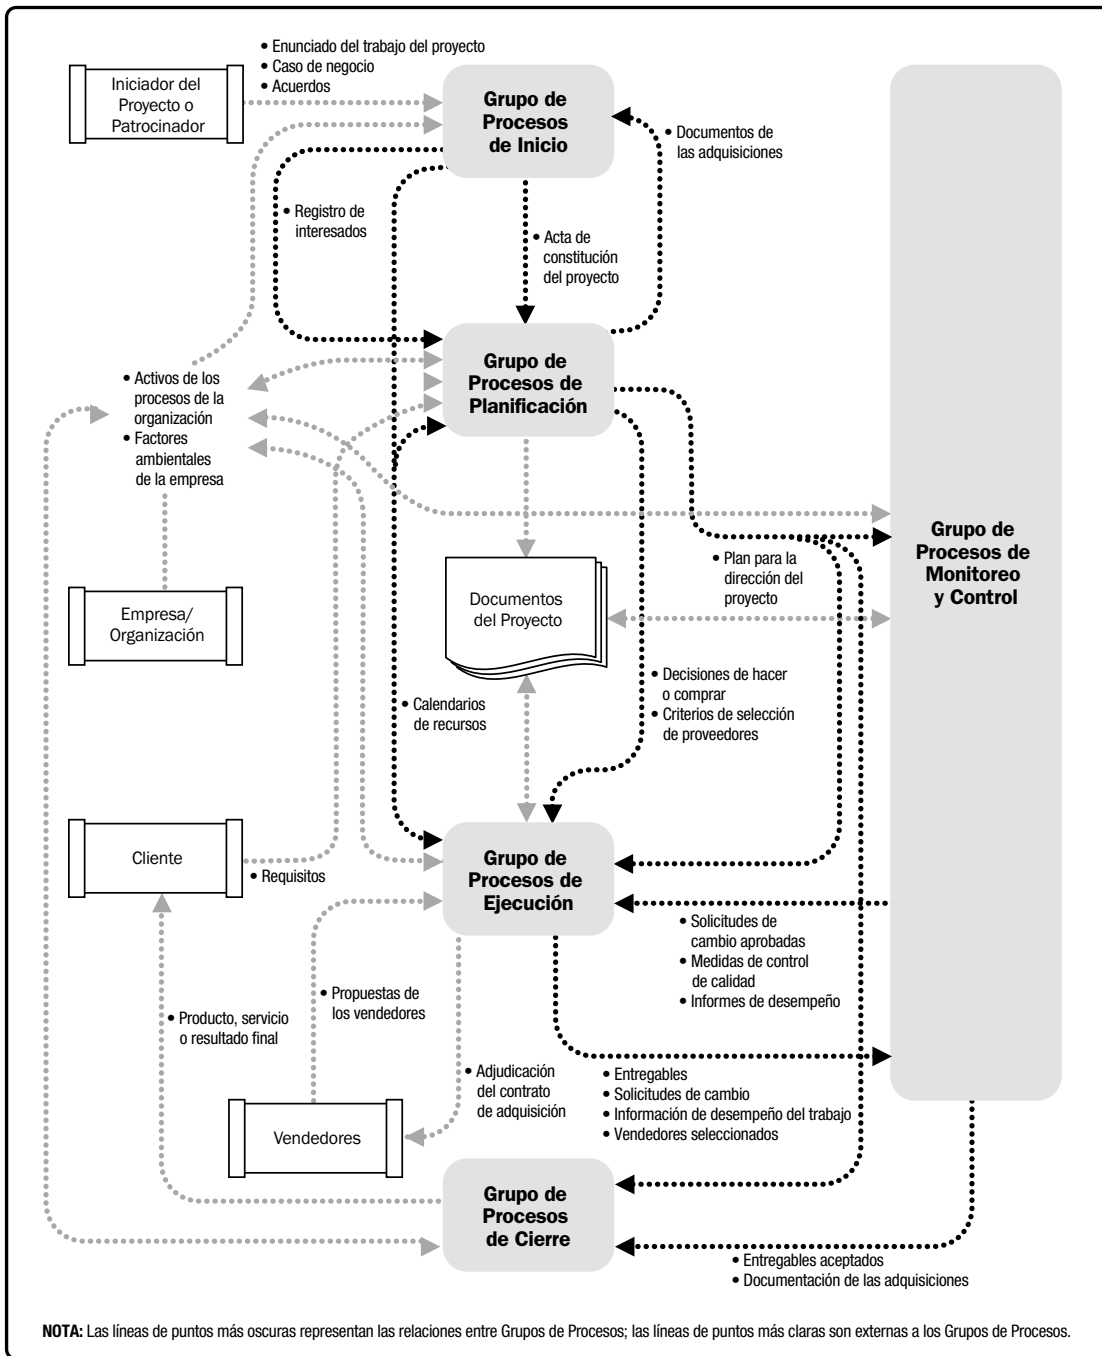 • Enunciado del trabajo del proyecto
• Caso de negocio
• Acuerdos
Iniciador del
Proyecto o
Patrocinador
Grupo de
Procesos
de Inicio
• Documentos de
las adquisiciones
• Registro de
interesados
• Acta de
constitución
del proyecto
Grupo de
Procesos de
Planificación
• Activos de los
procesos de la
organización
• Factores
ambientales
de la empresa
Grupo de
Procesos de
Monitoreo
y Control
• Plan para la
dirección del
proyecto
Empresa/
Organización
Documentos
del Proyecto
• Calendarios
de recursos
• Decisiones de hacer
o comprar
• Criterios de selección
de proveedores
Cliente
• Requisitos
Grupo de
Procesos de
Ejecución
• Solicitudes de
cambio aprobadas
• Medidas de control
de calidad
• Informes de desempeño
• Propuestas de
los vendedores
• Producto, servicio
o resultado final
• Adjudicación
del contrato
de adquisición
• Entregables
• Solicitudes de cambio
• Información de desempeño del trabajo
• Vendedores seleccionados
Vendedores
Grupo de
Procesos
de Cierre
• Entregables aceptados
• Documentación de las adquisiciones
NOTA: Las líneas de puntos más oscuras representan las relaciones entre Grupos de Procesos; las líneas de puntos más claras son externas a los Grupos de Procesos.